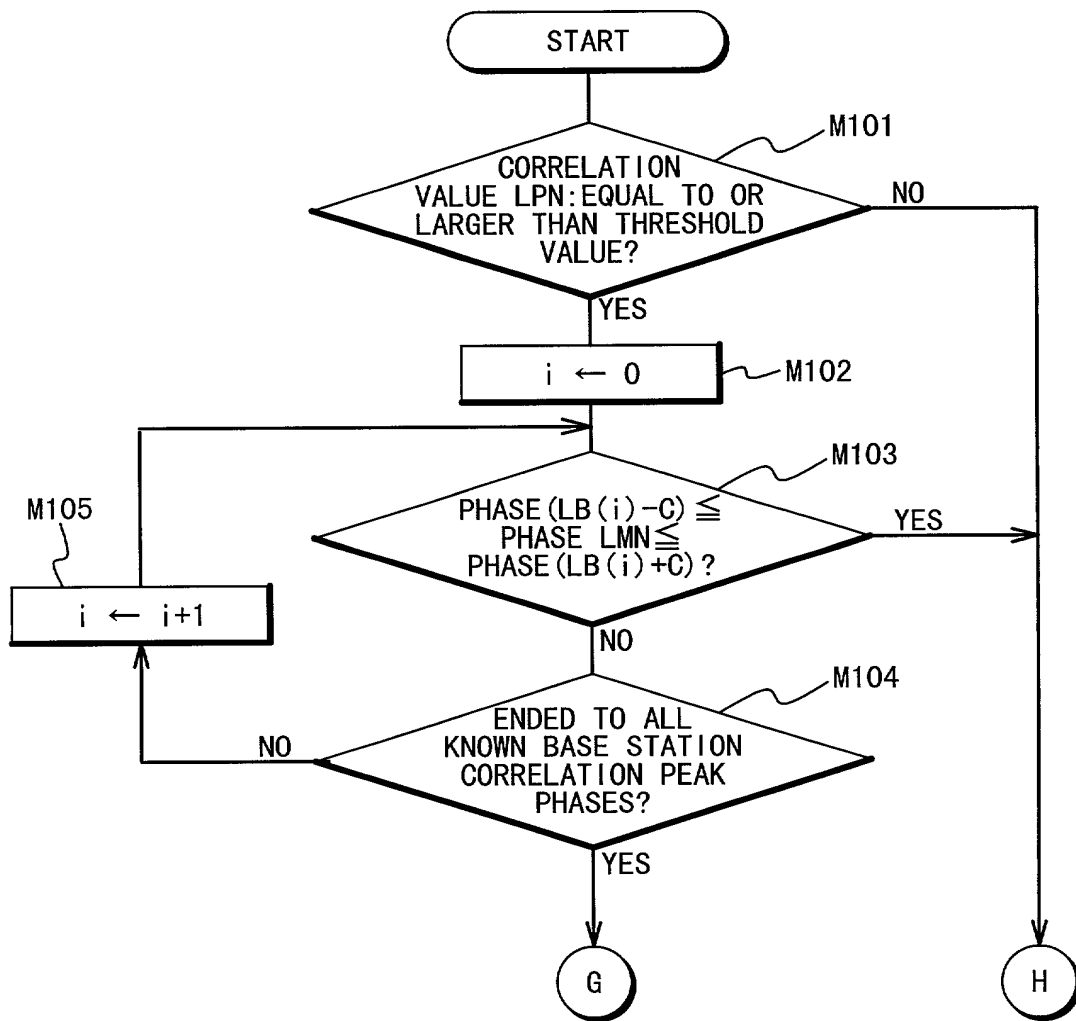 START
M101
CORRELATION
VALUE LPN:EQUAL TO OR
LARGER THAN THRESHOLD
VALUE?
NO
YES
i ← 0
M102
M103
PHASE(LB(i)-C)≦
PHASE LMN≦
PHASE(LB(i)+C)?
YES
M105
i ← i+1
NO
M104
ENDED TO ALL
KNOWN BASE STATION
CORRELATION PEAK
PHASES?
NO
YES
G
H